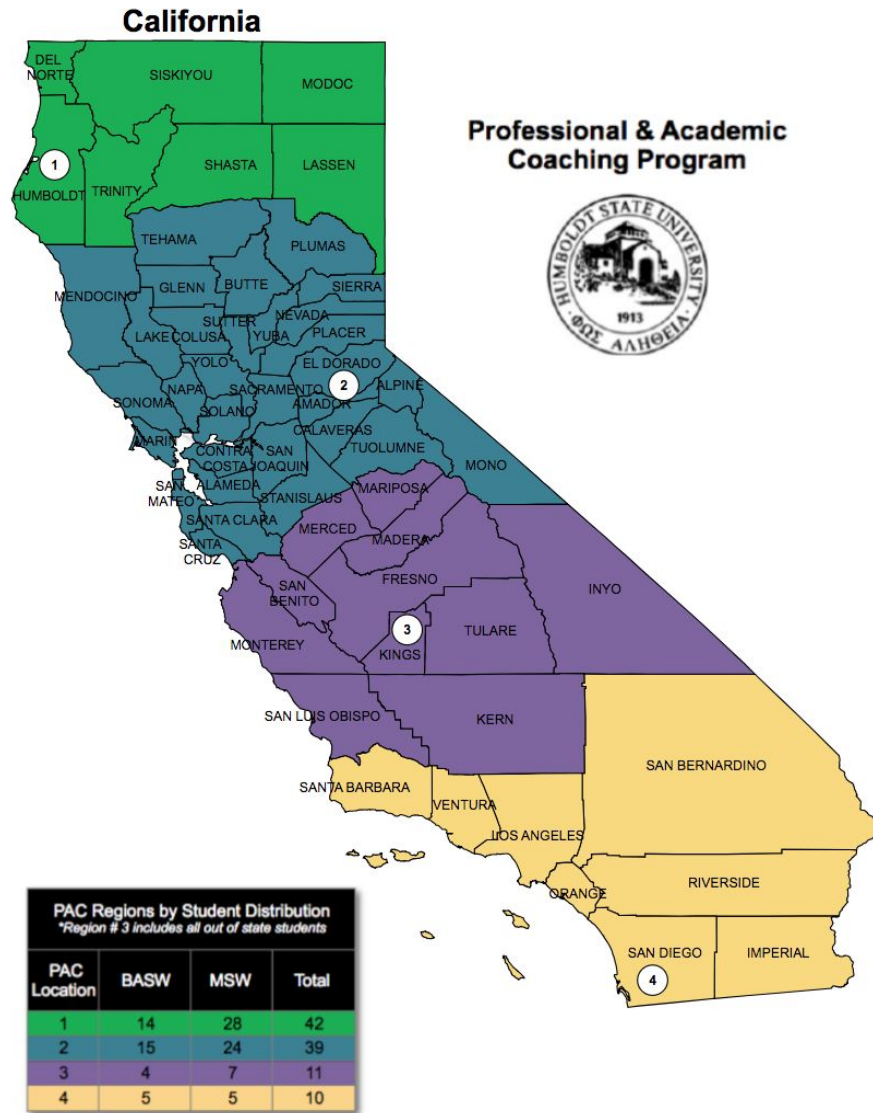 California
DEL
NORTE
SISKIYOU
MODOC
Professional & Academic
Coaching Program
1
HUMBOLDT
TRINITY
SHASTA
LASSEN
HUMBOLDT STATE UNIVERSITY
1913
ΦΩΣ ΑΛΗΘΕΙΑ
TEHAMA
PLUMAS
MENDOCINO
GLENN
BUTTE
SIERRA
NEVADA
LAKE
COLUSA
SUTTER
YUBA
PLACER
YOLO
EL DORADO
2
ALPINE
SONOMA
NAPA
SACRAMENTO
SOLANO
AMADOR
CALAVERAS
MARIN
CONTRA
COSTA
SAN
JOAQUIN
TUOLUMNE
MONO
SAN
MATEO
ALAMEDA
STANISLAUS
MARIPOSA
SANTA CLARA
MERCED
SANTA
CRUZ
MADERA
SAN
BENITO
FRESNO
INYO
3
MONTEREY
KINGS
TULARE
SAN LUIS OBISPO
KERN
SANTA BARBARA
SAN BERNARDINO
VENTURA
LOS ANGELES
ORANGE
RIVERSIDE
SAN DIEGO
IMPERIAL
4
PAC Regions by Student Distribution
*Region # 3 includes all out of state students
PAC Location BASW MSW Total
1 14 28 42
2 15 24 39
3 4 7 11
4 5 5 10